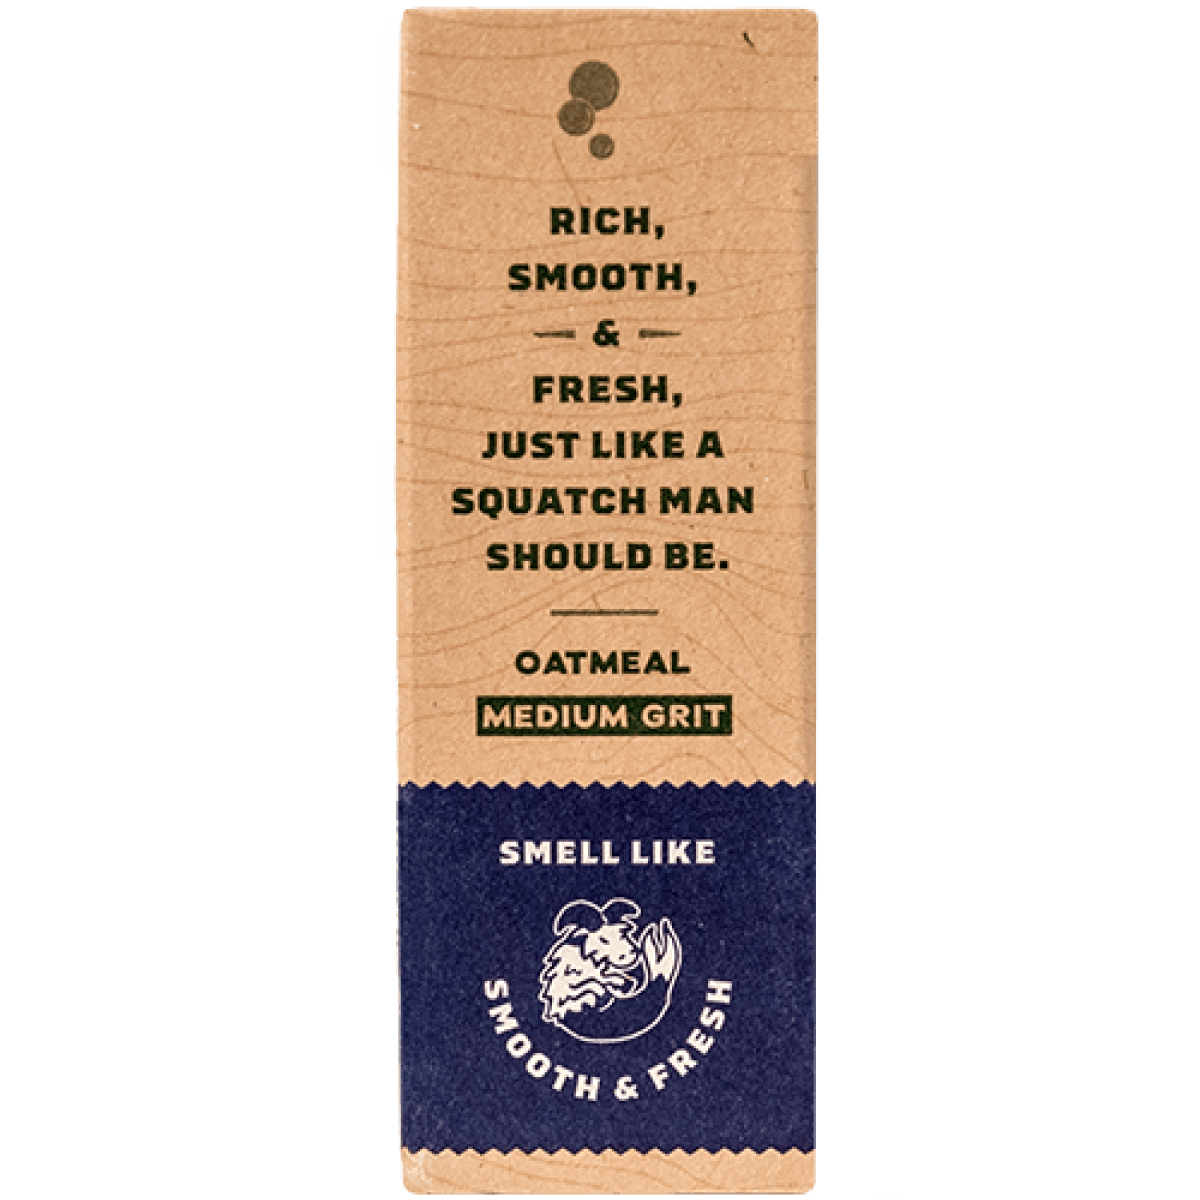 RICH,
SMOOTH,
&
FRESH,
JUST LIKE A
SQUATCH MAN
SHOULD BE.
OATMEAL
MEDIUM GRIT
SMELL LIKE
SMOOTH & FRESH